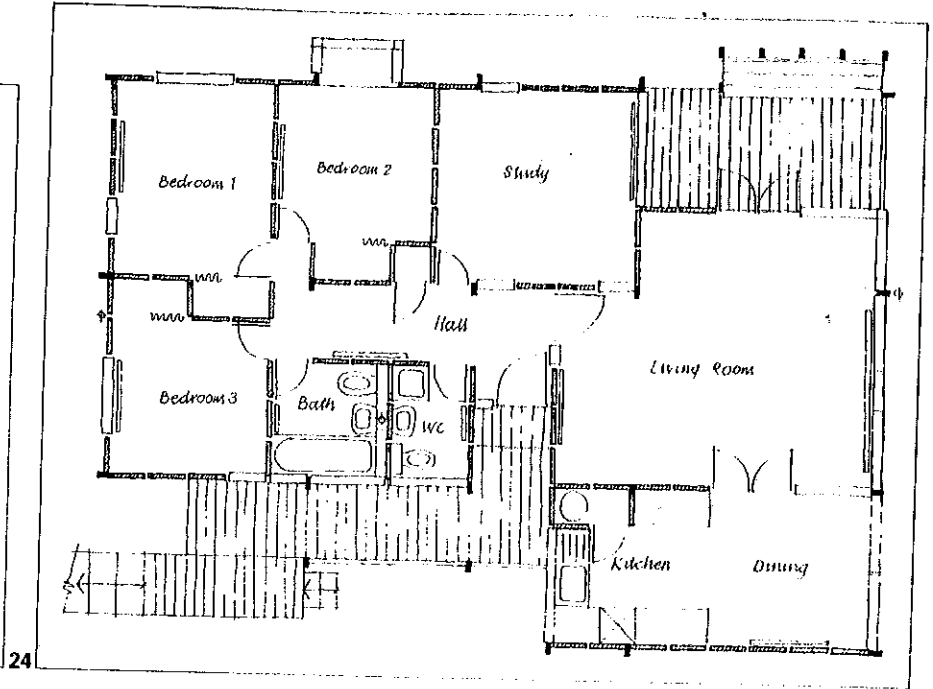 Bedroom 1
Bedroom 2
Study
Hall
Living Room
Bedroom 3
Bath
WC
Kitchen
Dining
24